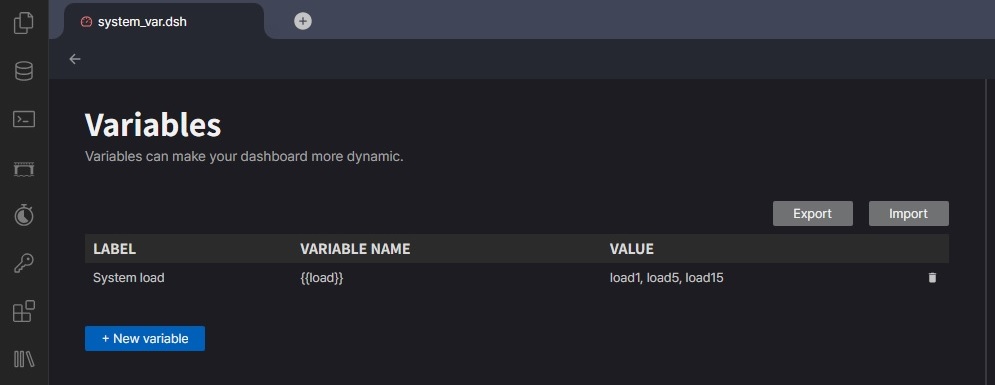 system_var.dsh
Variables
Variables can make your dashboard more dynamic.
Export Import
LABEL VARIABLE NAME VALUE
System load {{load}} load1, load5, load15
+ New variable